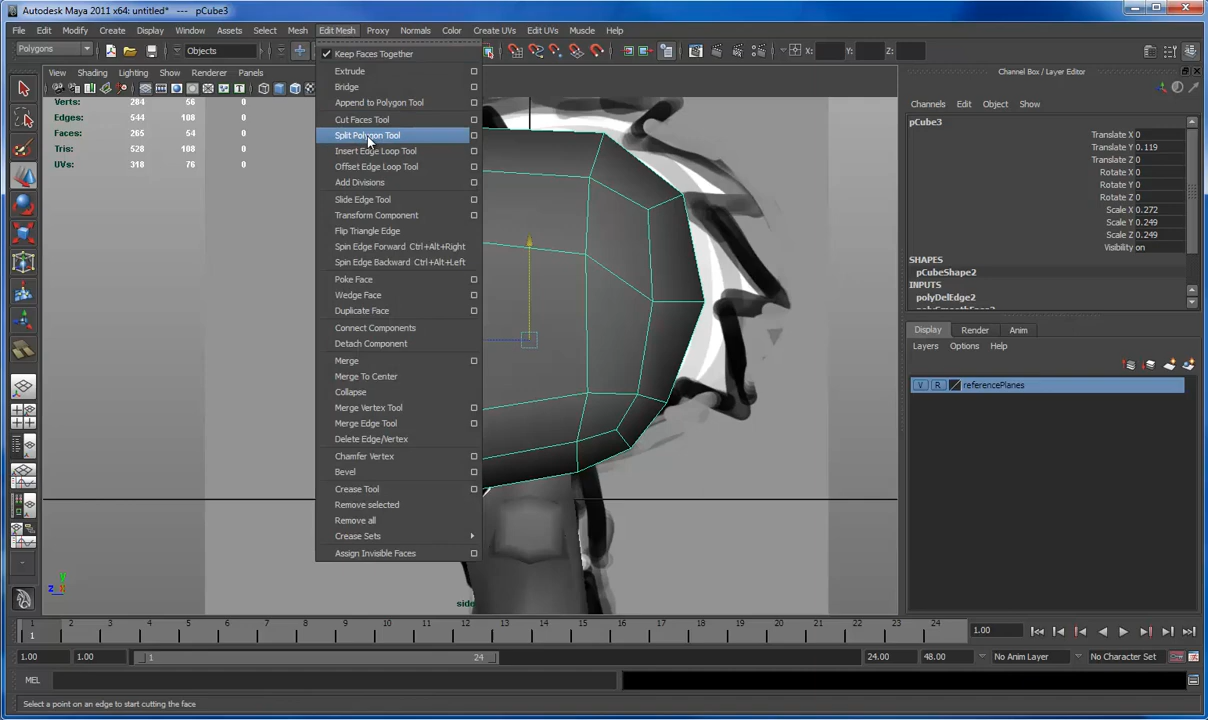 Autodesk Maya 2011 x64: untitled* --- pCube3
File Edit Modify Create Display Window Assets Select Mesh Edit Mesh Proxy Normals Color Create UVs Edit UVs Muscle Help
Polygons Objects X: Y: Z:
View Shading Lighting Show Renderer Panels
Verts: 284 56 0
Edges: 544 108 0
Faces: 265 54 0
Tris: 528 108 0
UVs: 318 76 0
Keep Faces Together
Extrude
Bridge
Append to Polygon Tool
Cut Faces Tool
Split Polygon Tool
Insert Edge Loop Tool
Offset Edge Loop Tool
Add Divisions
Slide Edge Tool
Transform Component
Flip Triangle Edge
Spin Edge Forward Ctrl+Alt+Right
Spin Edge Backward Ctrl+Alt+Left
Poke Face
Wedge Face
Duplicate Face
Connect Components
Detach Component
Merge
Merge To Center
Collapse
Merge Vertex Tool
Merge Edge Tool
Delete Edge/Vertex
Chamfer Vertex
Bevel
Crease Tool
Remove selected
Remove all
Crease Sets
Assign Invisible Faces
y
z x
side
Channel Box / Layer Editor
Channels Edit Object Show
pCube3
Translate X 0
Translate Y 0.119
Translate Z 0
Rotate X 0
Rotate Y 0
Rotate Z 0
Scale X 0.272
Scale Y 0.249
Scale Z 0.249
Visibility on
SHAPES
pCubeShape2
INPUTS
polyDelEdge2
Display Render Anim
Layers Options Help
V R referencePlanes
1 2 3 4 5 6 7 8 9 10 11 12 13 14 15 16 17 18 19 20 21 22 23 24
1 1.00
1.00 1.00 1 24 24.00 48.00 No Anim Layer No Character Set
MEL
Select a point on an edge to start cutting the face